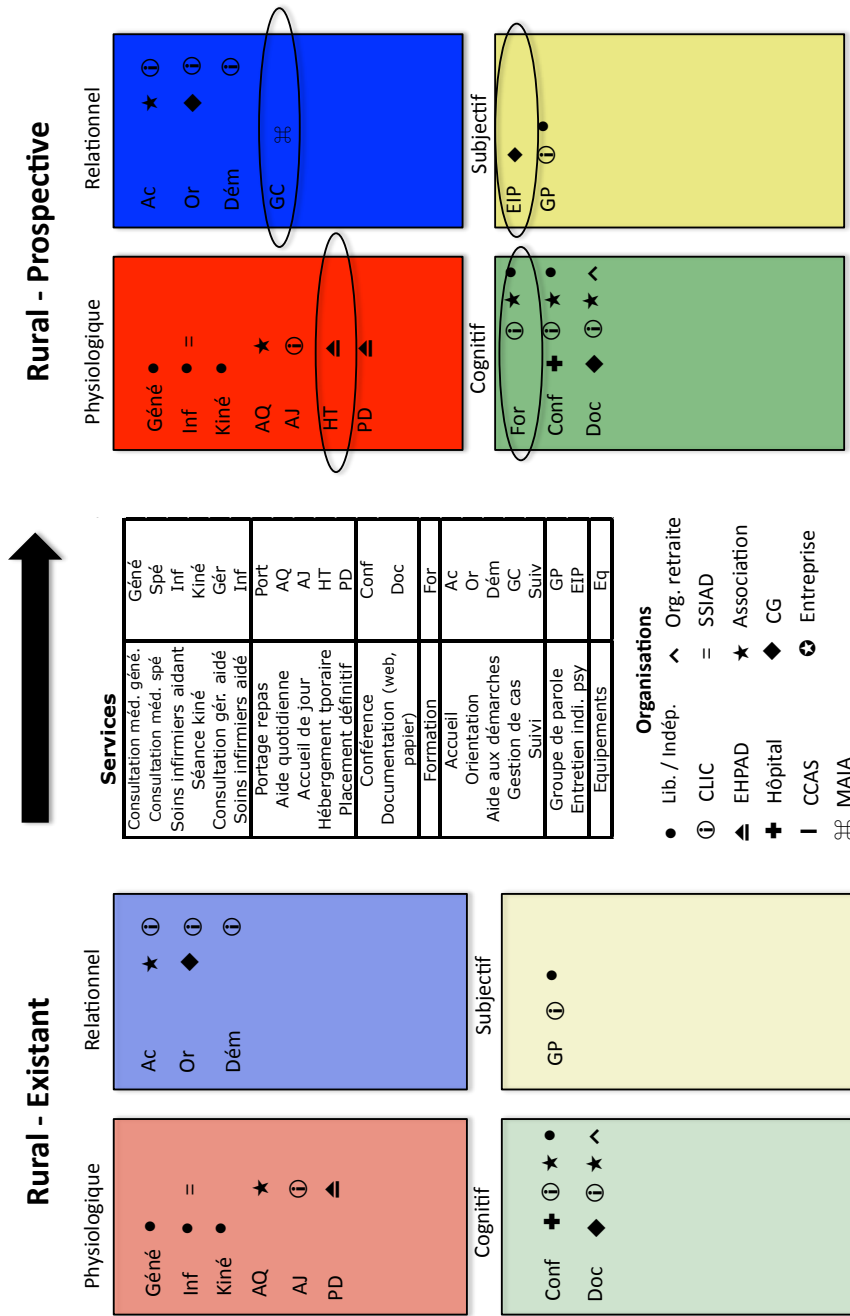 Rural - Existant
Physiologique
Géné ●
Inf ● =
Kiné ●
AQ ★
AJ ⓘ
PD ⏏
Relationnel
Ac ★ ⓘ
Or ◆ ⓘ
Dém ⓘ
Cognitif
Conf ✚ ⓘ ★ ●
Doc ◆ ⓘ ★ ^
Subjectif
GP ⓘ ●
Services
Consultation méd. géné. Géné
Consultation méd. spé Spé
Soins infirmiers aidant Inf
Séance kiné Kiné
Consultation gér. aidé Gér
Soins infirmiers aidé Inf
Portage repas Port
Aide quotidienne AQ
Accueil de jour AJ
Hébergement tporaire HT
Placement définitif PD
Conférence Conf
Documentation (web, Doc
papier)
Formation For
Accueil Ac
Orientation Or
Aide aux démarches Dém
Gestion de cas GC
Suivi Suiv
Groupe de parole GP
Entretien indi. psy EIP
Equipements Eq
Organisations
● Lib. / Indép. ^ Org. retraite
ⓘ CLIC = SSIAD
⏏ EHPAD ★ Association
✚ Hôpital ◆ CG
I CCAS ✪ Entreprise
⌘ MAIA
Rural - Prospective
Physiologique
Géné ●
Inf ● =
Kiné ●
AQ ★
AJ ⓘ
HT ⏏
PD ⏏
Relationnel
Ac ★ ⓘ
Or ◆ ⓘ
Dém ⓘ
GC ⌘
Cognitif
For ⓘ ★ ●
Conf ✚ ⓘ ★ ●
Doc ◆ ⓘ ★ ^
Subjectif
EIP ◆
GP ⓘ ●